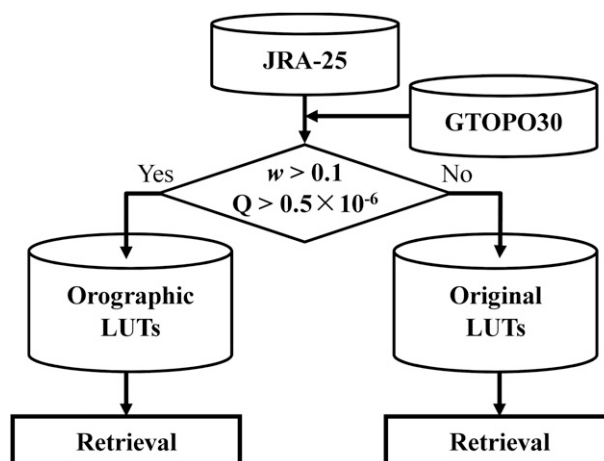 JRA-25
GTOPO30
Yes
w > 0.1
No
Q > 0.5×10⁻⁶
Orographic
LUTs
Original
LUTs
Retrieval
Retrieval